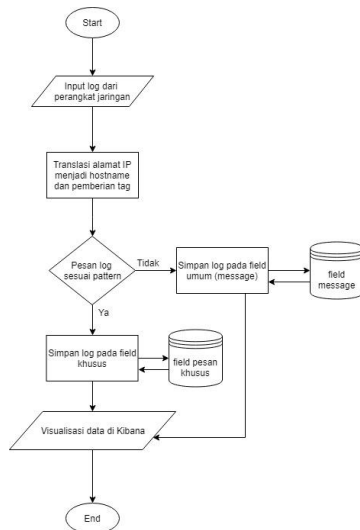 Start
Input log dari
perangkat jaringan
Translasi alamat IP
menjadi hostname
dan pemberian tag
Pesan log
sesuai pattern
Tidak
Simpan log pada field
umum (message)
field
message
Ya
Simpan log pada field
khusus
field pesan
khusus
Visualisasi data di Kibana
End